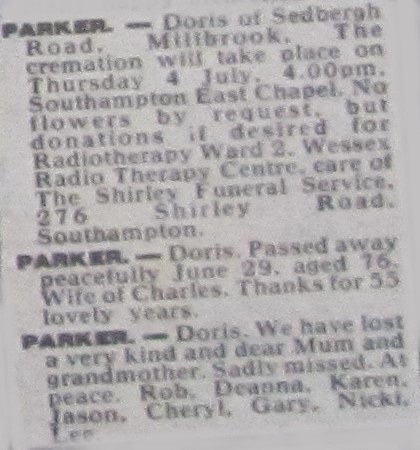 PARKER. — Doris of Sedbergh
Road, Millbrook. The
cremation will take place on
Thursday 4 July, 4.00pm,
Southampton East Chapel. No
flowers by request, but
donations if desired for
Radiotherapy Ward 2, Wessex
Radio Therapy Centre, care of
The Shirley Funeral Service,
276 Shirley Road,
Southampton.
PARKER. — Doris. Passed away
peacefully June 29, aged 76.
Wife of Charles. Thanks for 55
lovely years.
PARKER. — Doris. We have lost
a very kind and dear Mum and
grandmother. Sadly missed. At
peace. Rob, Deanna, Karen,
Jason, Cheryl, Gary, Nicki,
Lee.